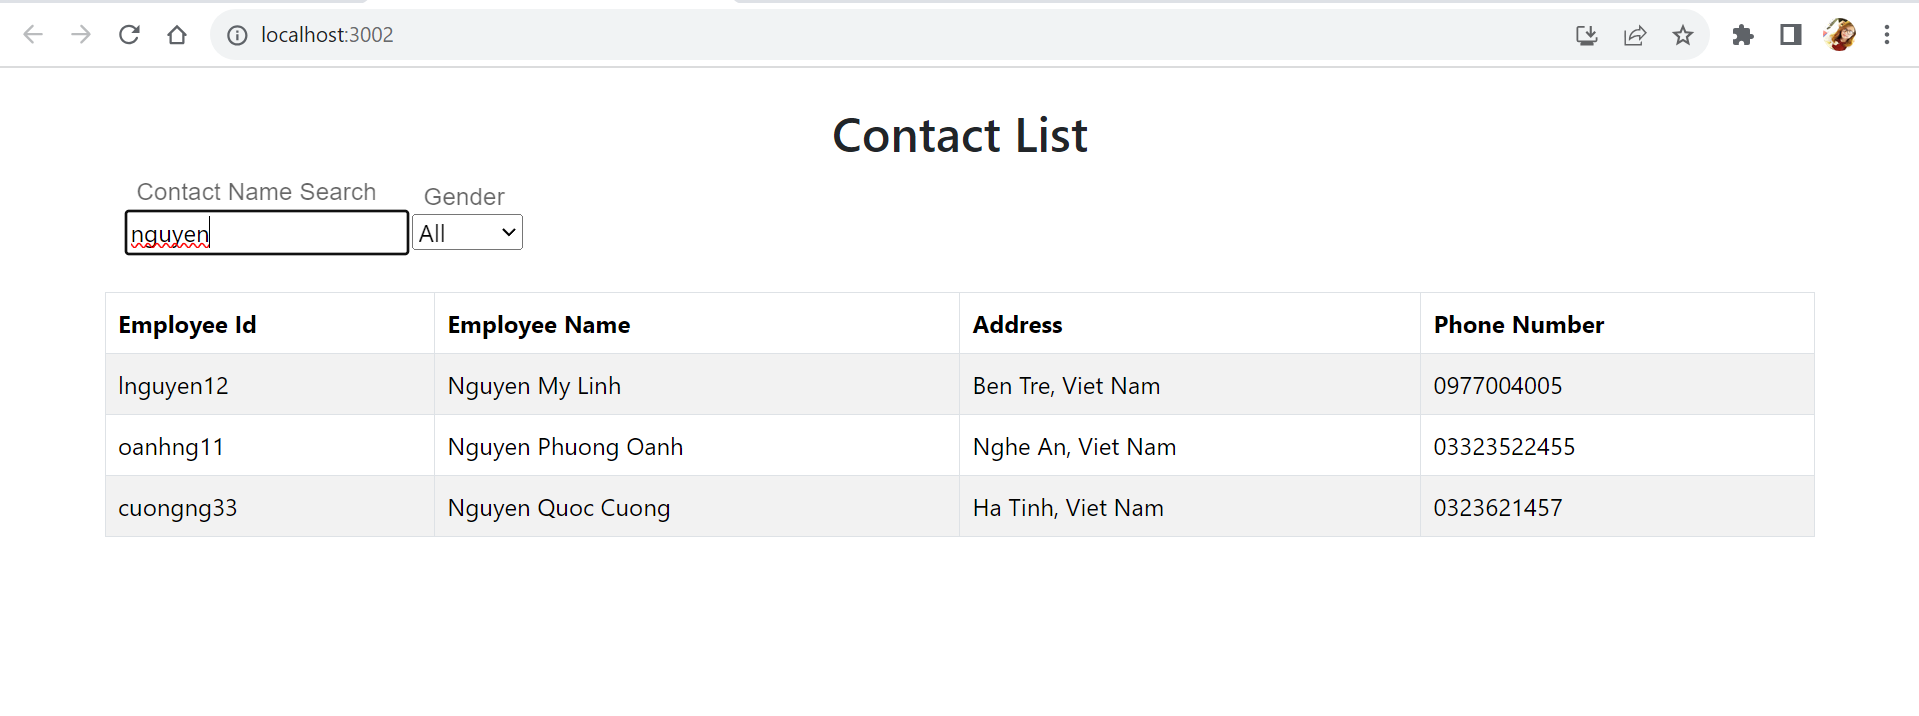 localhost:3002
Contact List
Contact Name Search Gender
nguyen All
Employee Id Employee Name Address Phone Number
lnguyen12 Nguyen My Linh Ben Tre, Viet Nam 0977004005
oanhng11 Nguyen Phuong Oanh Nghe An, Viet Nam 03323522455
cuongng33 Nguyen Quoc Cuong Ha Tinh, Viet Nam 0323621457